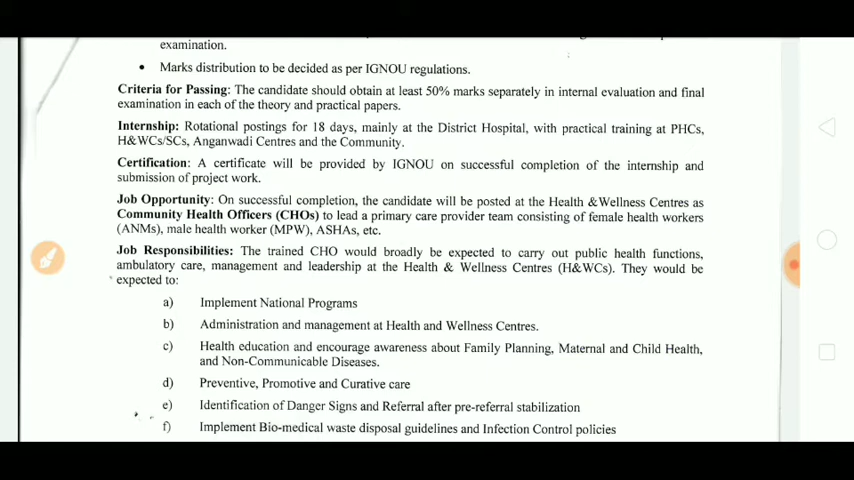 examination.
• Marks distribution to be decided as per IGNOU regulations.
Criteria for Passing: The candidate should obtain at least 50% marks separately in internal evaluation and final
examination in each of the theory and practical papers.
Internship: Rotational postings for 18 days, mainly at the District Hospital, with practical training at PHCs,
H&WCs/SCs, Anganwadi Centres and the Community.
Certification: A certificate will be provided by IGNOU on successful completion of the internship and
submission of project work.
Job Opportunity: On successful completion, the candidate will be posted at the Health &Wellness Centres as
Community Health Officers (CHOs) to lead a primary care provider team consisting of female health workers
(ANMs), male health worker (MPW), ASHAs, etc.
Job Responsibilities: The trained CHO would broadly be expected to carry out public health functions,
ambulatory care, management and leadership at the Health & Wellness Centres (H&WCs). They would be
expected to:
a) Implement National Programs
b) Administration and management at Health and Wellness Centres.
c) Health education and encourage awareness about Family Planning, Maternal and Child Health,
and Non-Communicable Diseases.
d) Preventive, Promotive and Curative care
e) Identification of Danger Signs and Referral after pre-referral stabilization
f) Implement Bio-medical waste disposal guidelines and Infection Control policies